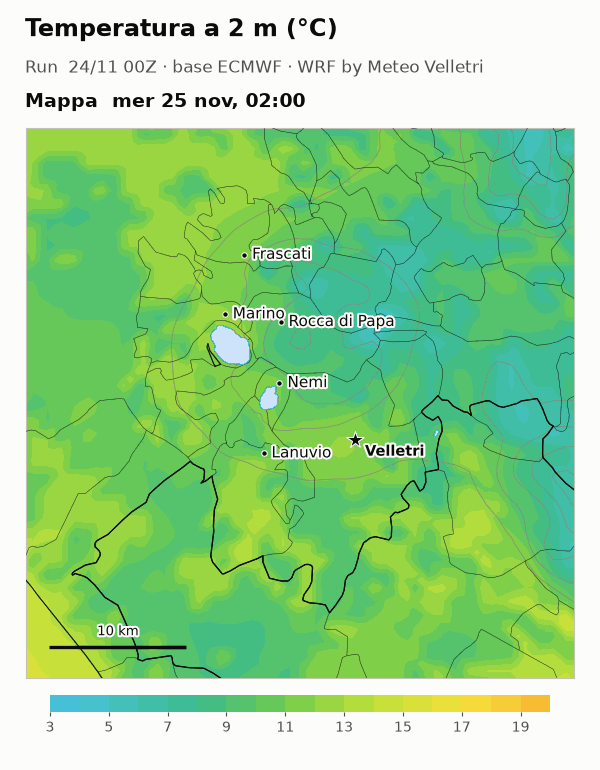 Temperatura a 2 m (°C)
Run  24/11 00Z · base ECMWF · WRF by Meteo Velletri
Mappa  mer 25 nov, 02:00
Frascati
Marino
Rocca di Papa
Nemi
Velletri
Lanuvio
10 km
3 5 7 9 11 13 15 17 19